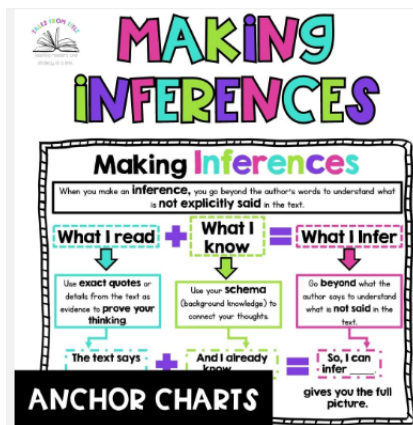 TALES FROM
MAKING
INFERENCES
Making Inferences
When you make an inference, you go beyond the author's words to understand what
is not explicitly said in the text.
What I read + What I know = What I Infer
Use exact quotes or
details from the text as
evidence to prove your
thinking.
Use your schema
(background knowledge) to
connect your thoughts.
Go beyond what the
author says to understand
what is not said in the
text.
The text says
+
And I already
know
=
So, I can
infer ____.
ANCHOR CHARTS
gives you the full
picture.